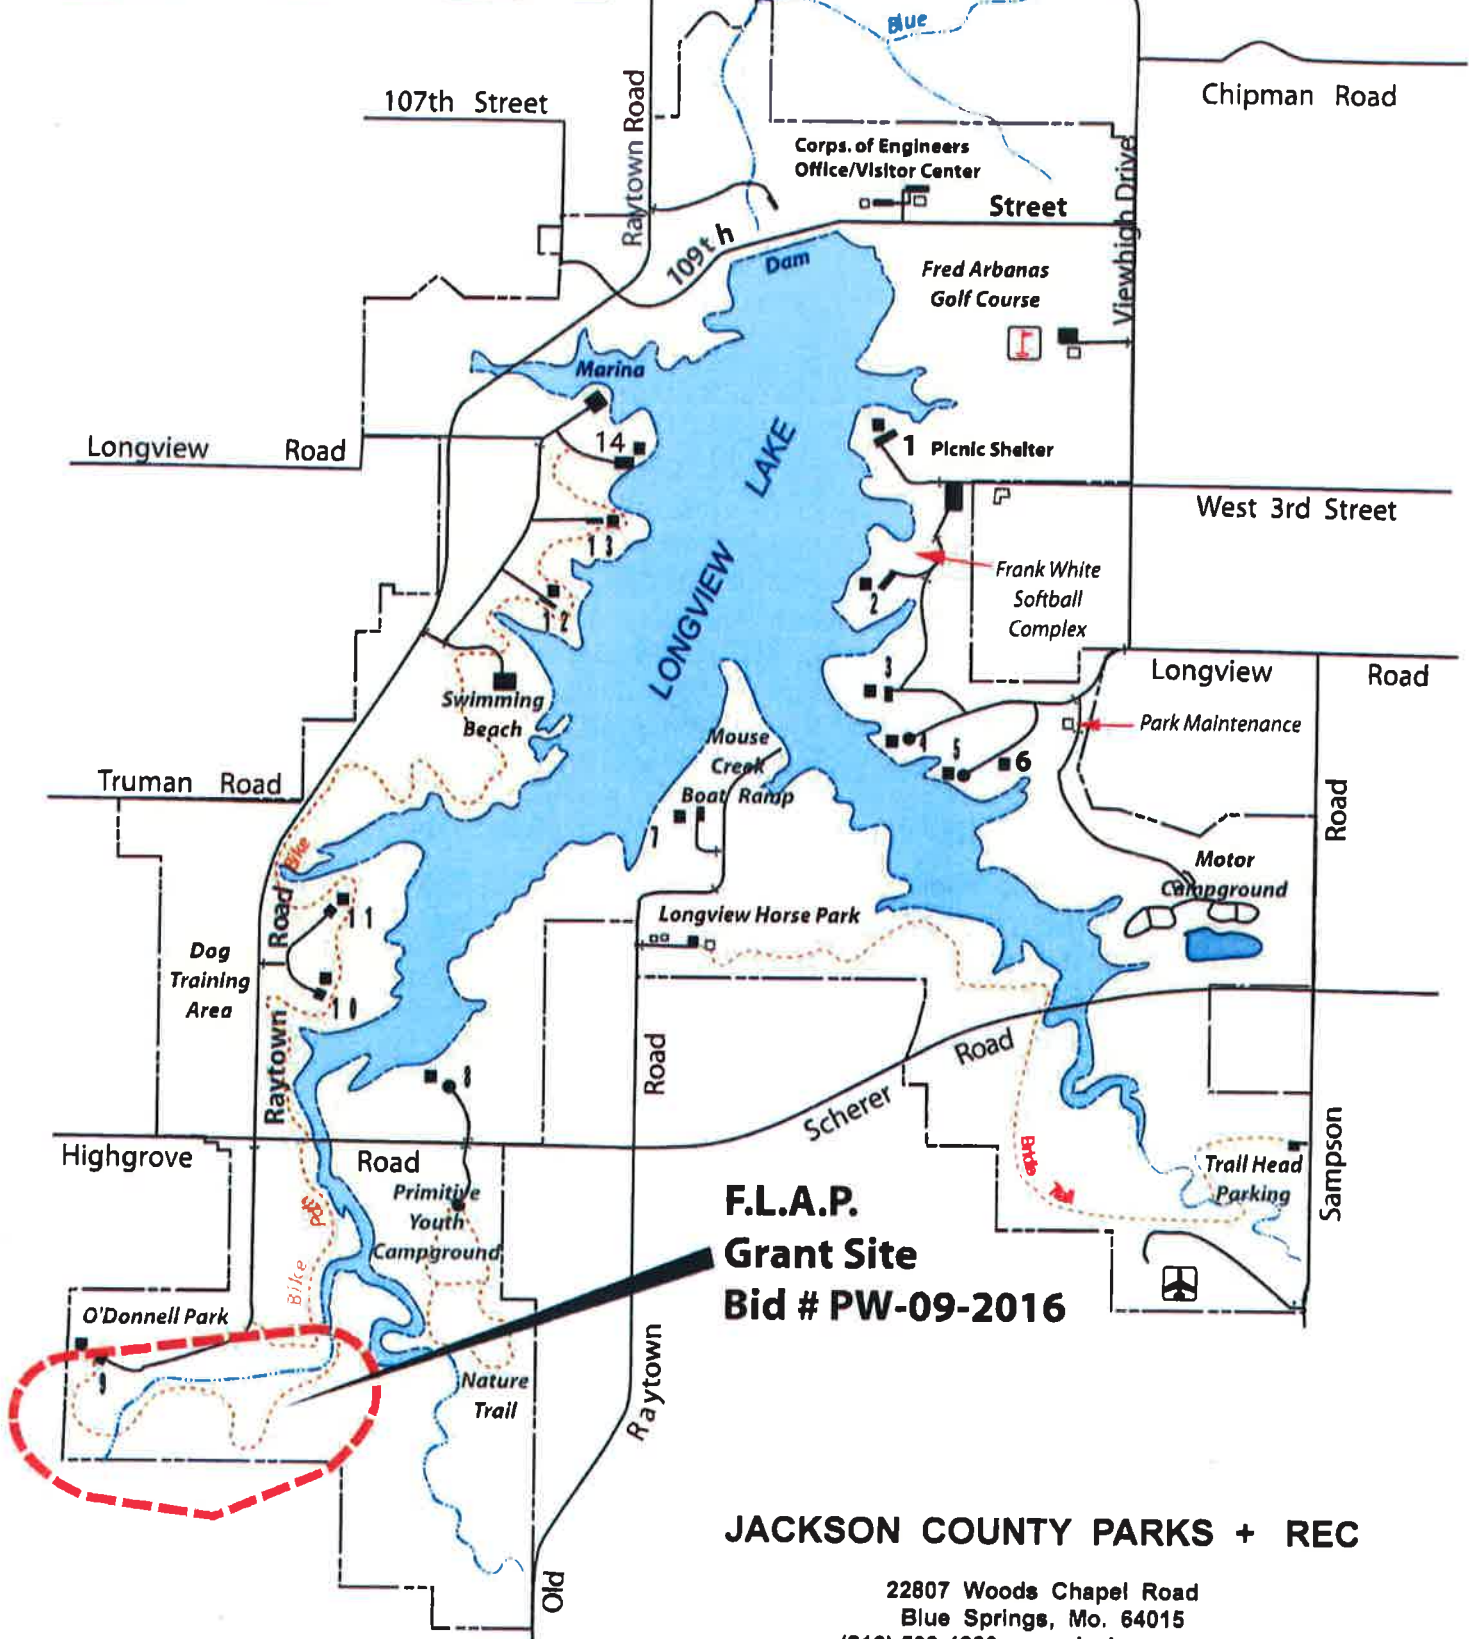 Blue
107th Street
Raytown Road
Chipman Road
Corps. of Engineers
Office/Visitor Center
Street
Viewhigh Drive
109th
Dam
Fred Arbanas
Golf Course
Marina
Longview Road
14
1 Picnic Shelter
LAKE
LONGVIEW
West 3rd Street
13
Frank White
Softball
Complex
2
12
3
Longview Road
Swimming
Beach
Park Maintenance
Mouse
Creek
Boat Ramp
4
5
6
Truman Road
7
Road
Bike
Motor
Campground
11
Road
Longview Horse Park
Dog
Training
Area
10
Raytown
Road
Road
8
Scherer
Highgrove
Road
Bridle
Trail Head
Parking
Sampson
Primitive
Youth
Campground
Path
Bike
F.L.A.P.
Grant Site
Bid # PW-09-2016
O'Donnell Park
9
Nature
Trail
Raytown
Old
JACKSON COUNTY PARKS + REC
22807 Woods Chapel Road
Blue Springs, Mo. 64015